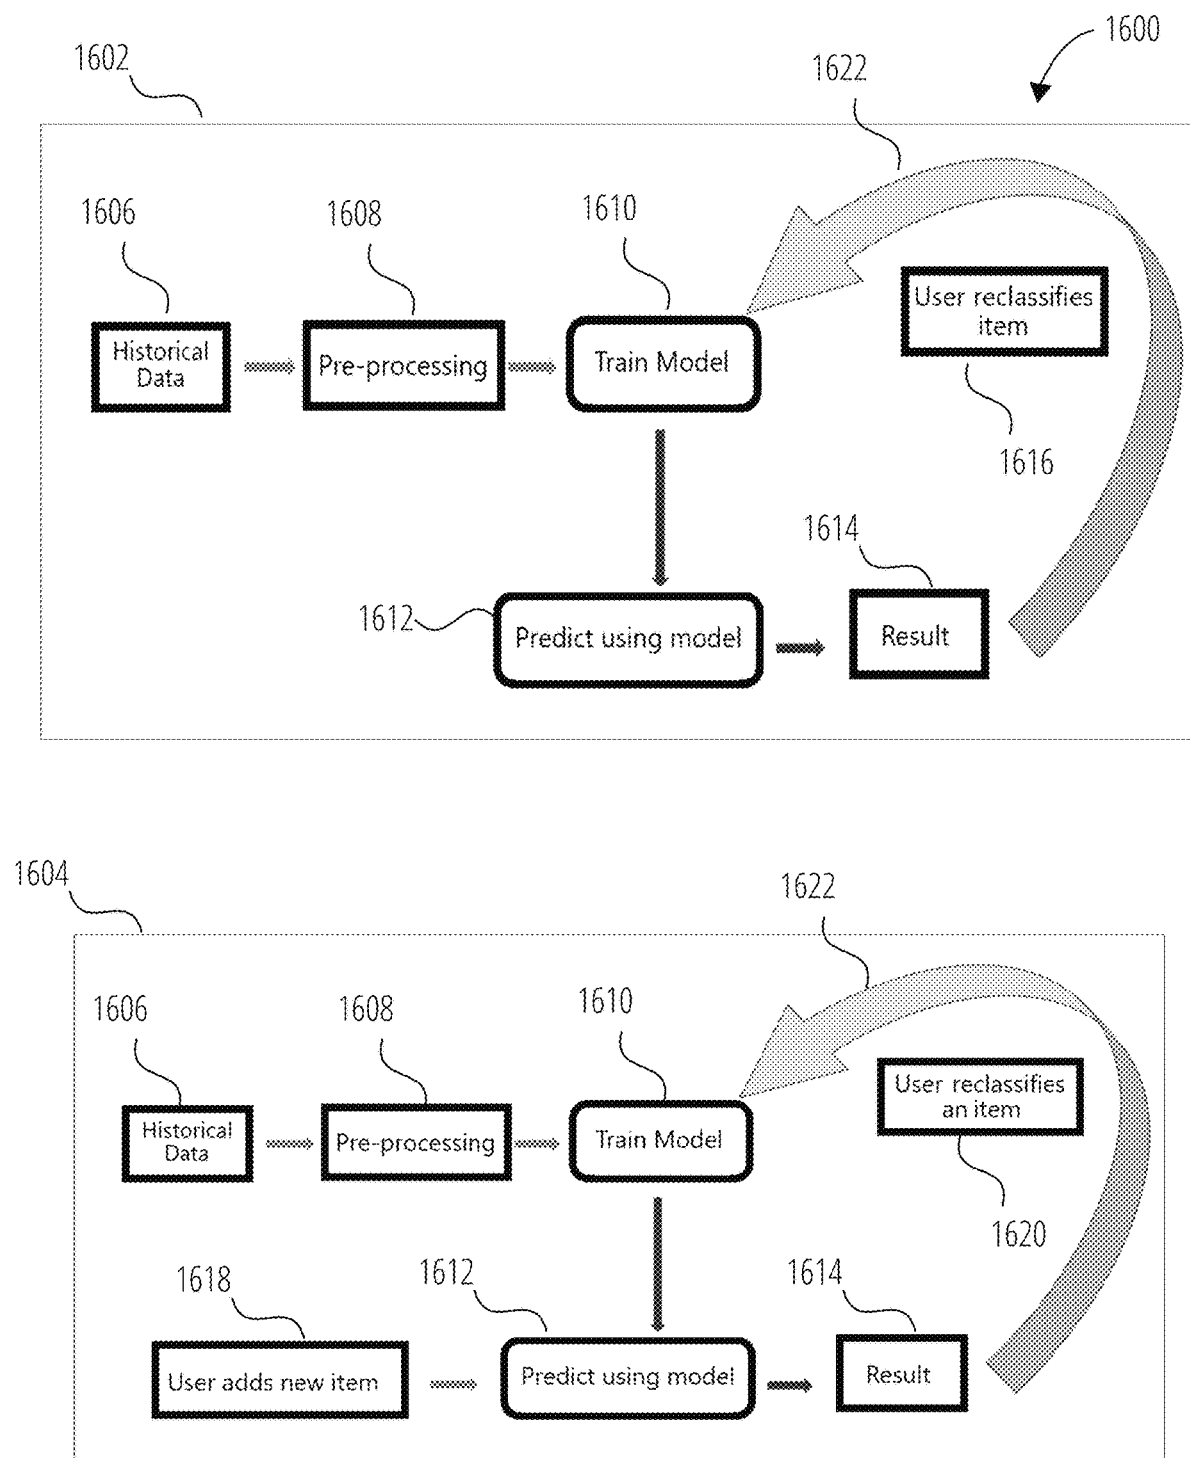 1600
1602
1622
1606
1608
1610
Historical
Data
Pre-processing
Train Model
User reclassifies
item
1616
1614
1612
Predict using model
Result
1604
1622
1606
1608
1610
Historical
Data
Pre-processing
Train Model
User reclassifies
an item
1620
1618
1612
1614
User adds new item
Predict using model
Result